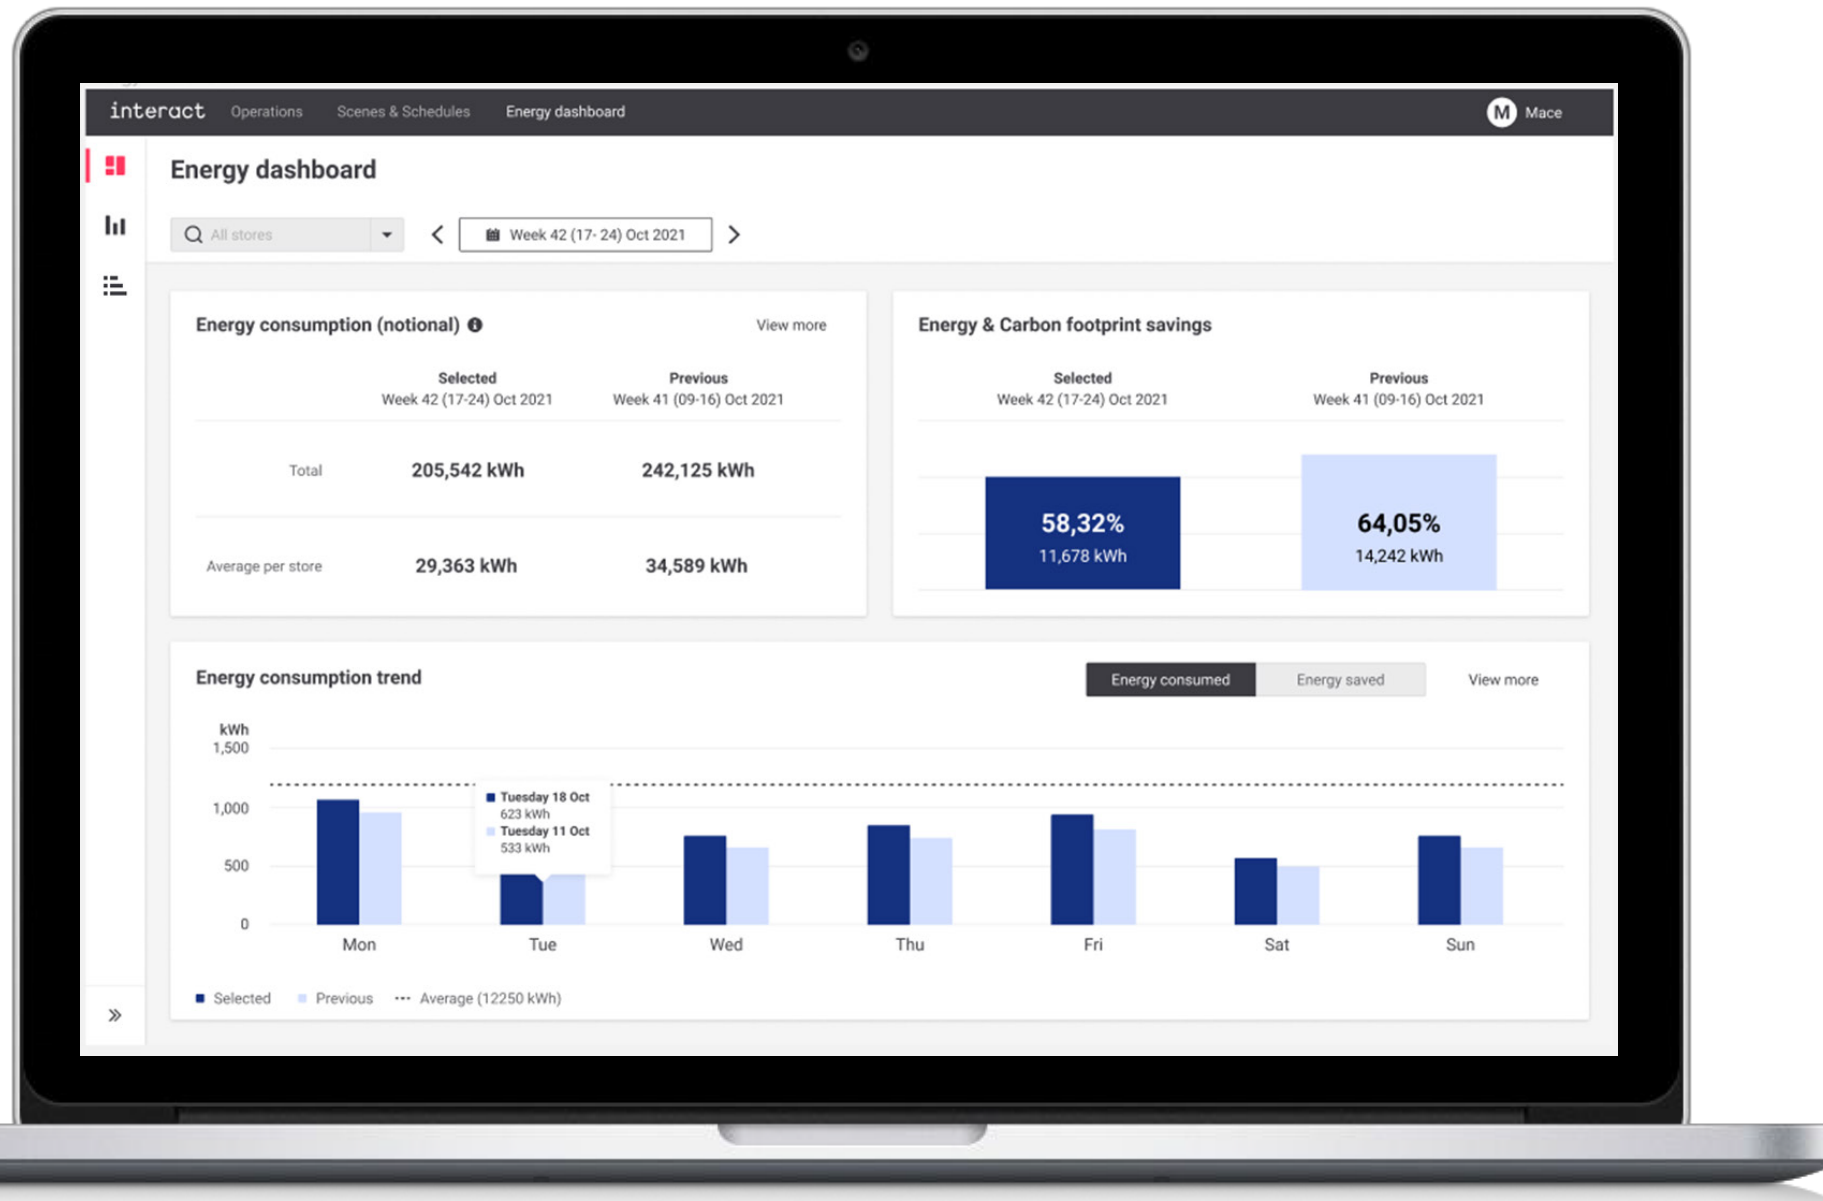 interact Operations Scenes & Schedules Energy dashboard M Mace
Energy dashboard
All stores Week 42 (17- 24) Oct 2021
Energy consumption (notional) View more
Selected Previous
Week 42 (17-24) Oct 2021 Week 41 (09-16) Oct 2021
Total 205,542 kWh 242,125 kWh
Average per store 29,363 kWh 34,589 kWh
Energy & Carbon footprint savings
Selected Previous
Week 42 (17-24) Oct 2021 Week 41 (09-16) Oct 2021
58,32% 64,05%
11,678 kWh 14,242 kWh
Energy consumption trend Energy consumed Energy saved View more
kWh
1,500
1,000
500
0
Tuesday 18 Oct
623 kWh
Tuesday 11 Oct
533 kWh
Mon Tue Wed Thu Fri Sat Sun
Selected Previous Average (12250 kWh)